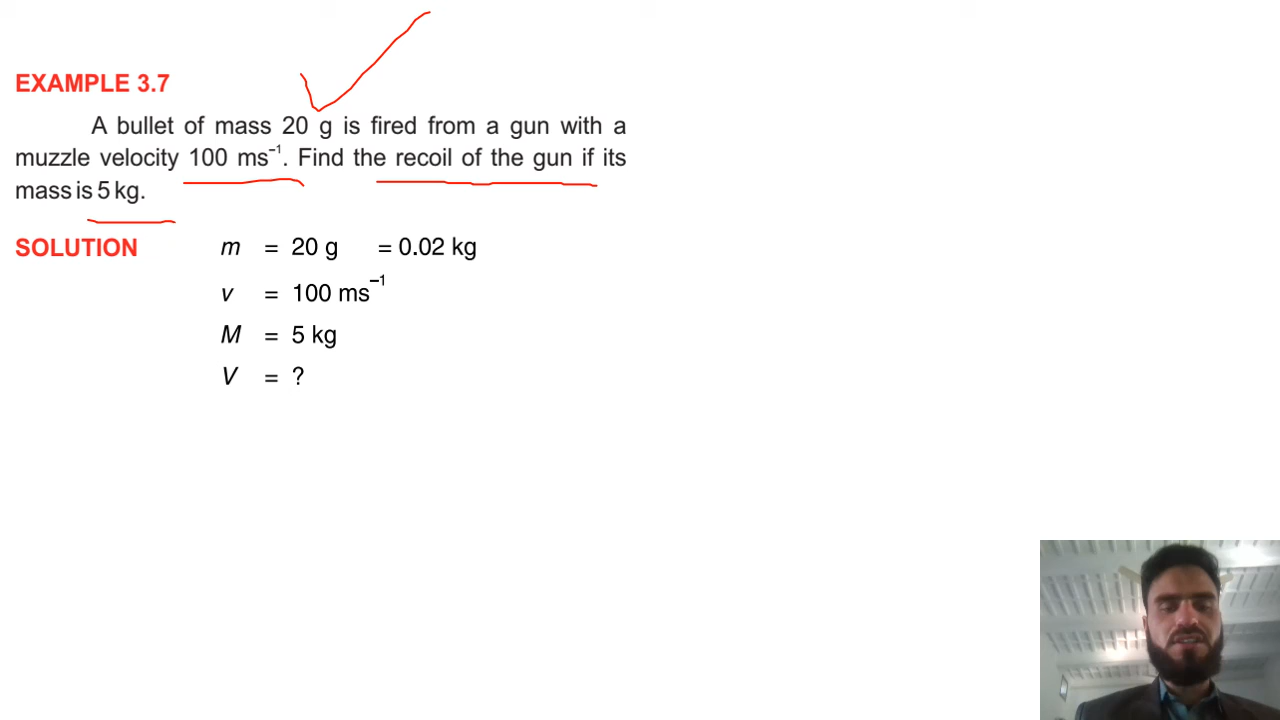 EXAMPLE 3.7
A bullet of mass 20 g is fired from a gun with a
muzzle velocity 100 ms⁻¹. Find the recoil of the gun if its
mass is 5 kg.
SOLUTION m = 20 g = 0.02 kg
v = 100 ms⁻¹
M = 5 kg
V = ?